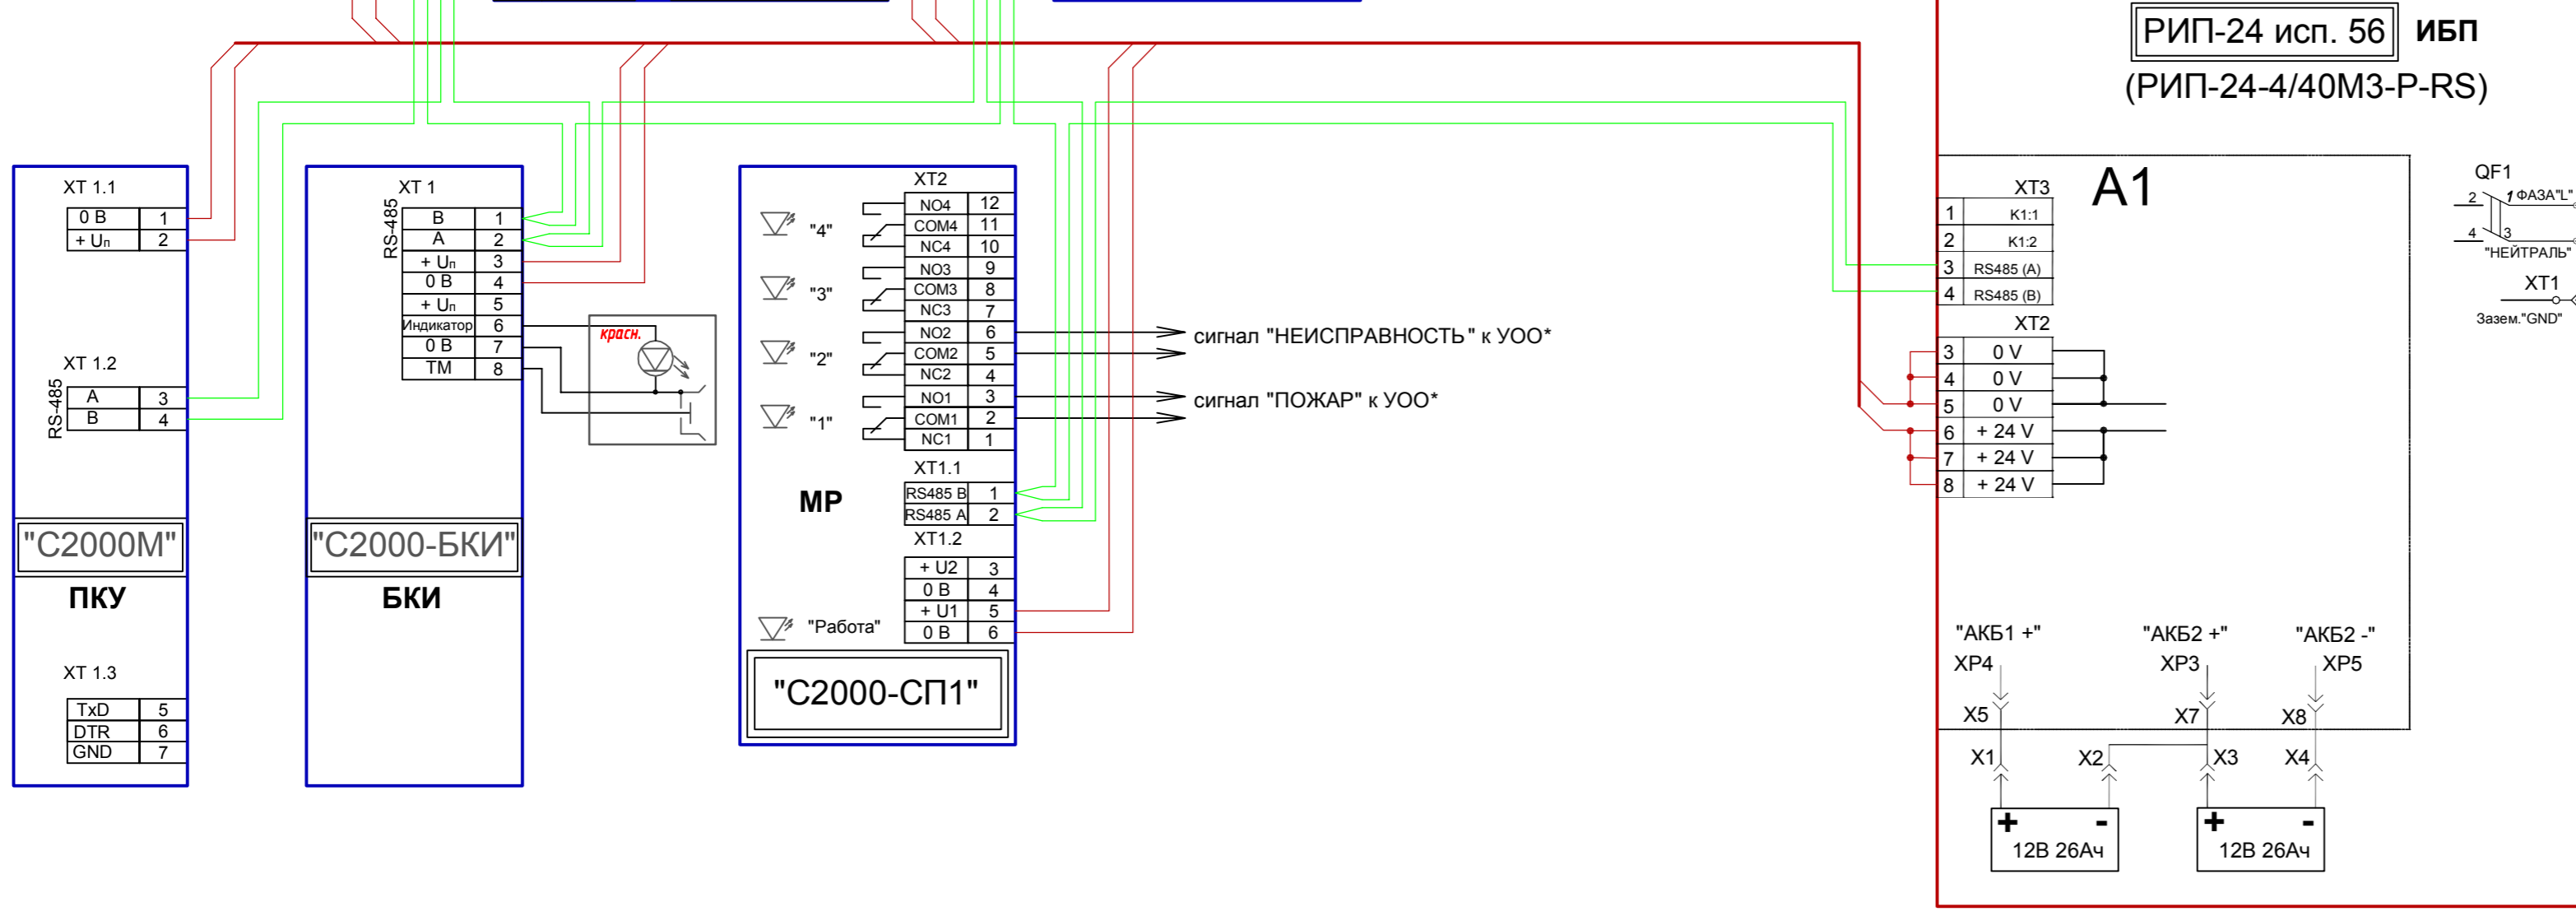 РИП-24 исп. 56 ИБП
(РИП-24-4/40М3-Р-RS)
XT 1.1
0 В 1
+ Uп 2
XT 1.2
RS-485
A 3
B 4
"С2000М"
ПКУ
XT 1.3
TxD 5
DTR 6
GND 7
XT 1
RS-485
B 1
A 2
+ Uп 3
0 В 4
+ Uп 5
Индикатор 6
0 В 7
ТМ 8
красн.
"С2000-БКИ"
БКИ
XT2
NO4 12
"4" COM4 11
NC4 10
NO3 9
"3" COM3 8
NC3 7
NO2 6
"2" COM2 5
NC2 4
NO1 3
"1" COM1 2
NC1 1
сигнал "НЕИСПРАВНОСТЬ" к УОО*
сигнал "ПОЖАР" к УОО*
XT1.1
МР
RS485 B 1
RS485 A 2
XT1.2
+ U2 3
0 В 4
+ U1 5
"Работа" 0 В 6
"С2000-СП1"
А1
XT3
1 K1:1
2 K1:2
3 RS485 (A)
4 RS485 (B)
XT2
3 0 V
4 0 V
5 0 V
6 + 24 V
7 + 24 V
8 + 24 V
QF1
2 1 ФАЗА"L"
4 3
"НЕЙТРАЛЬ"
XT1
Зазем."GND"
"АКБ1 +" "АКБ2 +" "АКБ2 -"
XP4 XP3 XP5
X5 X7 X8
X1 X2 X3 X4
+ - + -
12В 26Ач 12В 26Ач